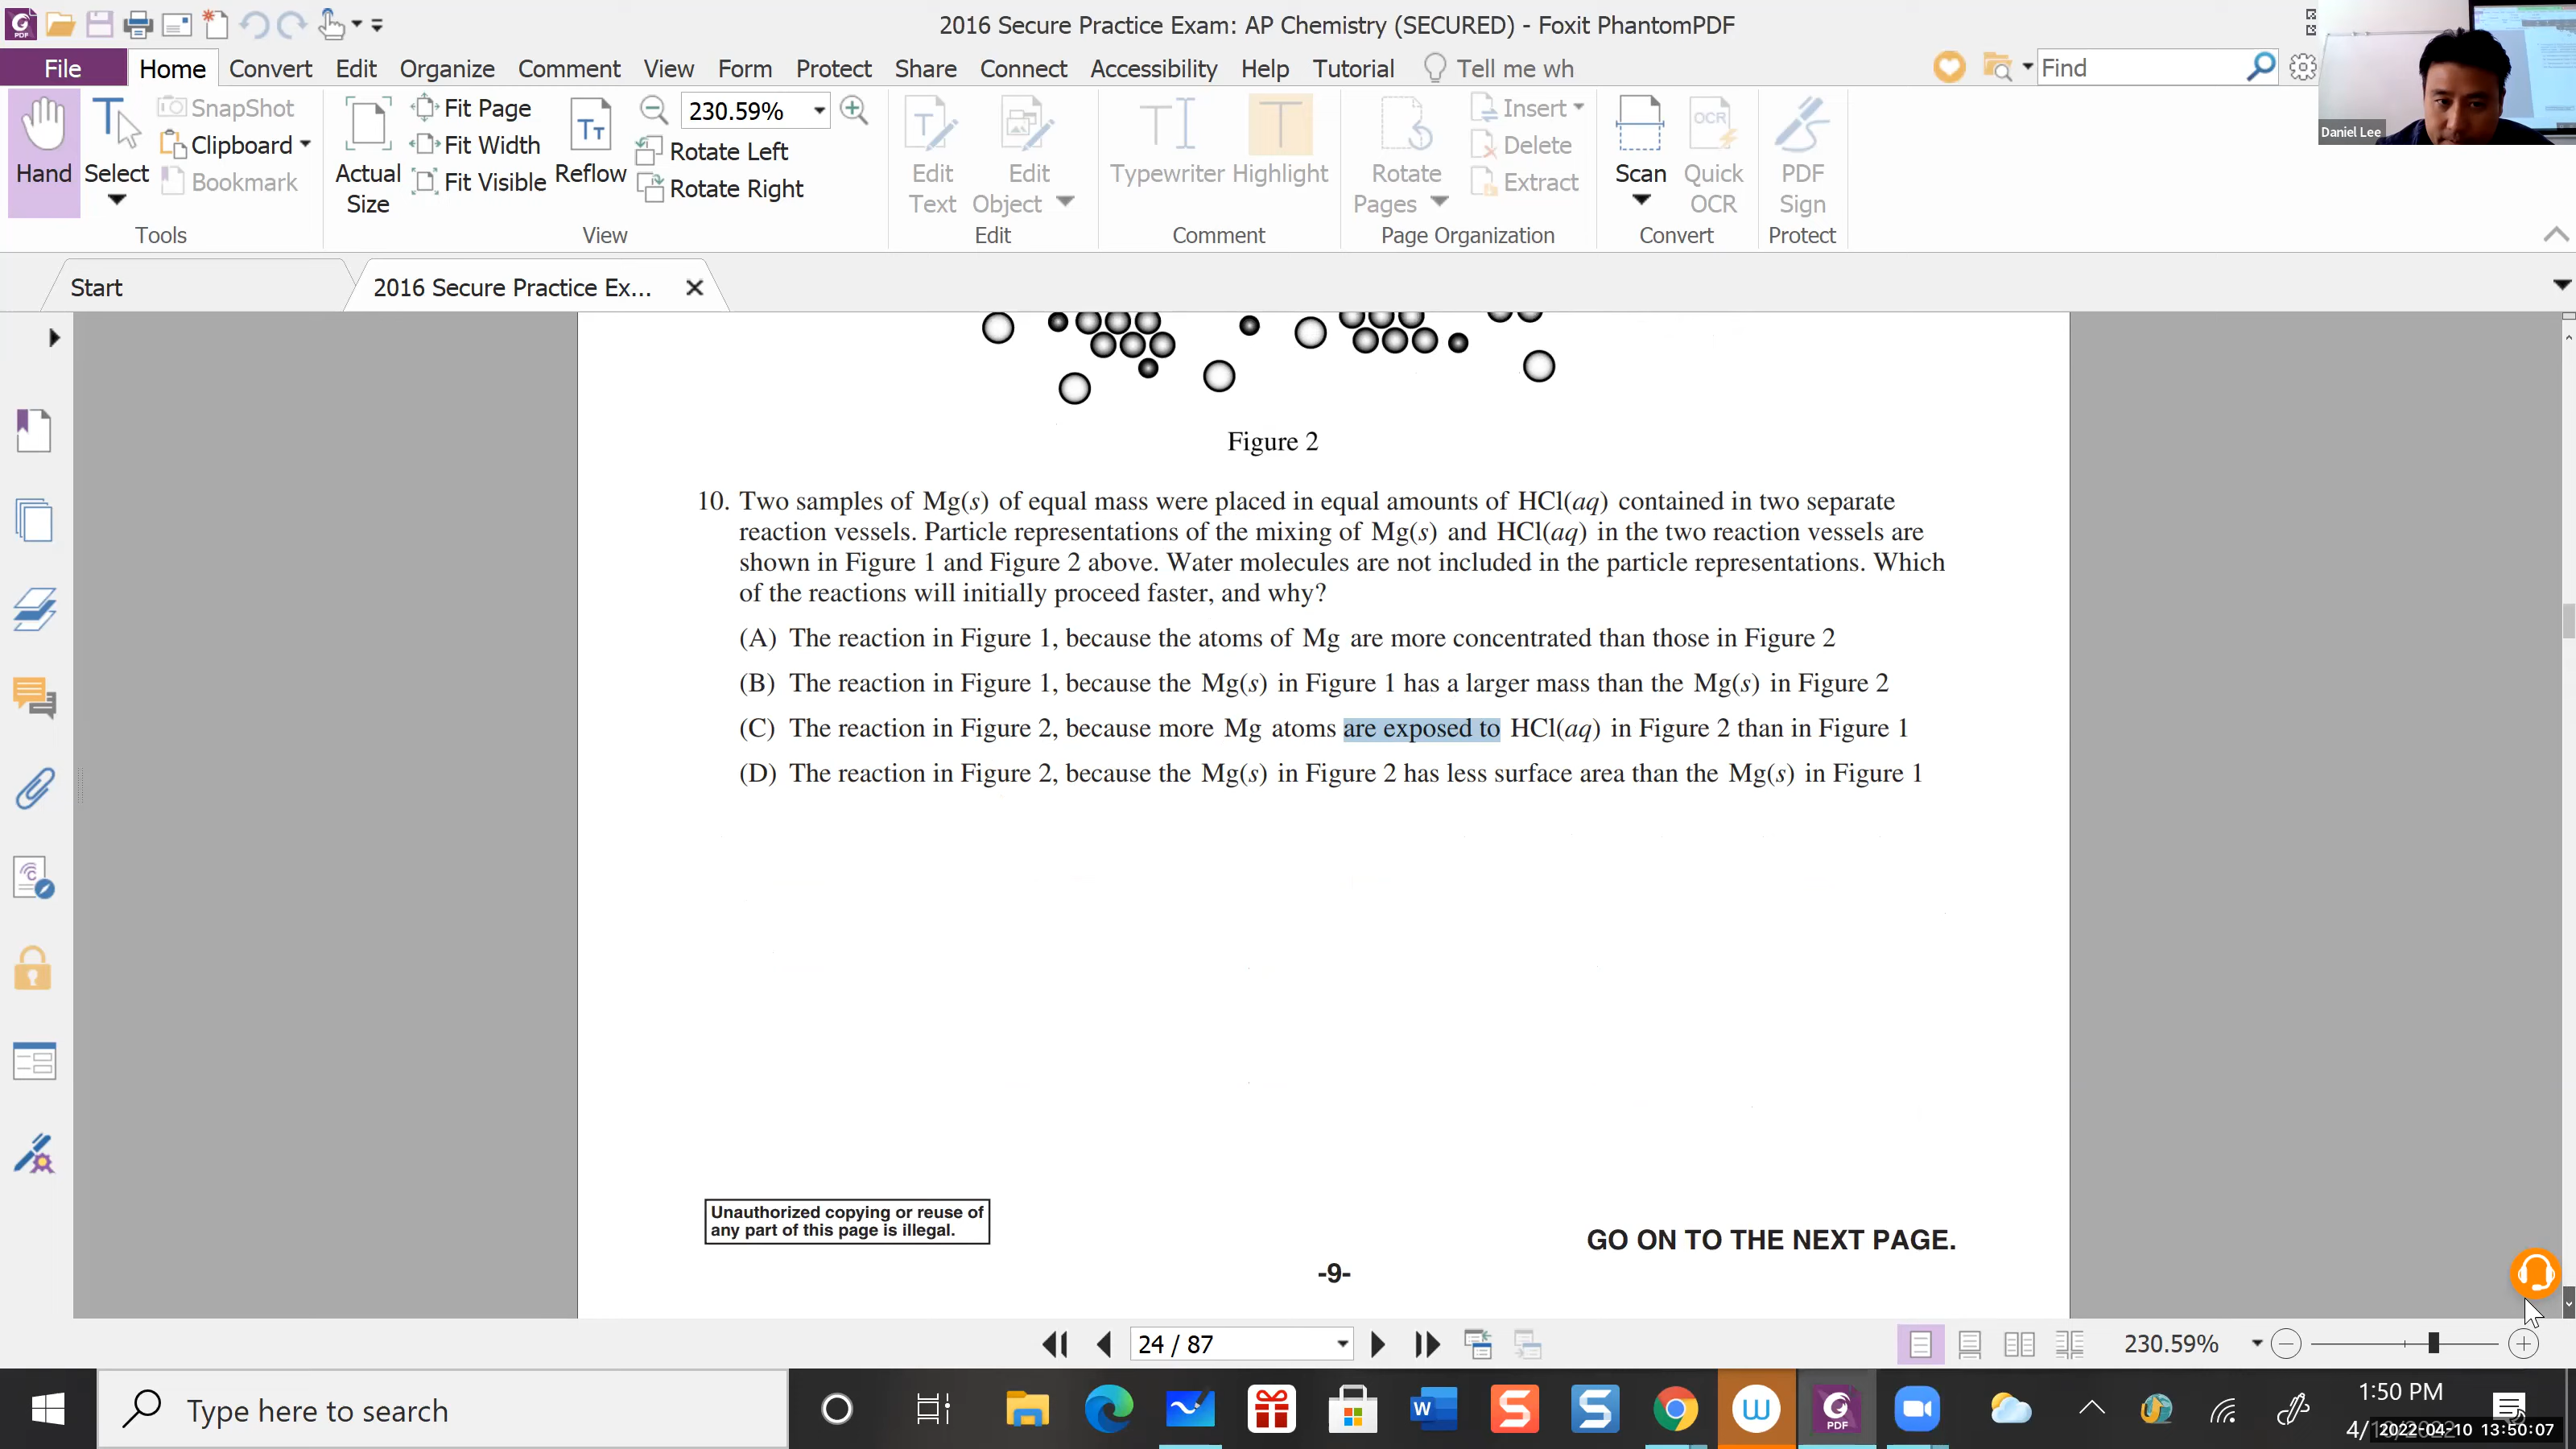 2016 Secure Practice Exam: AP Chemistry (SECURED) - Foxit PhantomPDF
File Home Convert Edit Organize Comment View Form Protect Share Connect Accessibility Help Tutorial Tell me wh Find
Daniel Lee
Hand
Select
SnapShot
Clipboard
Bookmark
Tools
Actual Size
Fit Page
Fit Width
Fit Visible
Reflow
230.59%
Rotate Left
Rotate Right
View
Edit Text
Edit Object
Edit
Typewriter
Highlight
Comment
Rotate Pages
Insert
Delete
Extract
Page Organization
Scan
OCR
Quick OCR
Convert
PDF Sign
Protect
Start
2016 Secure Practice Ex...
Figure 2
10. Two samples of Mg(s) of equal mass were placed in equal amounts of HCl(aq) contained in two separate
reaction vessels. Particle representations of the mixing of Mg(s) and HCl(aq) in the two reaction vessels are
shown in Figure 1 and Figure 2 above. Water molecules are not included in the particle representations. Which
of the reactions will initially proceed faster, and why?
(A) The reaction in Figure 1, because the atoms of Mg are more concentrated than those in Figure 2
(B) The reaction in Figure 1, because the Mg(s) in Figure 1 has a larger mass than the Mg(s) in Figure 2
(C) The reaction in Figure 2, because more Mg atoms are exposed to HCl(aq) in Figure 2 than in Figure 1
(D) The reaction in Figure 2, because the Mg(s) in Figure 2 has less surface area than the Mg(s) in Figure 1
Unauthorized copying or reuse of
any part of this page is illegal.
GO ON TO THE NEXT PAGE.
-9-
24 / 87
230.59%
Type here to search
1:50 PM
2022-04-10 13:50:07